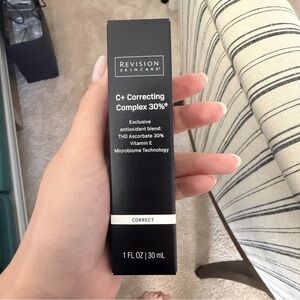 REVISION
SKINCARE®
C+ Correcting
Complex 30%®
Exclusive
antioxidant blend:
THD Ascorbate 30%
Vitamin E
Microbiome Technology
CORRECT
1 FL OZ | 30 mL